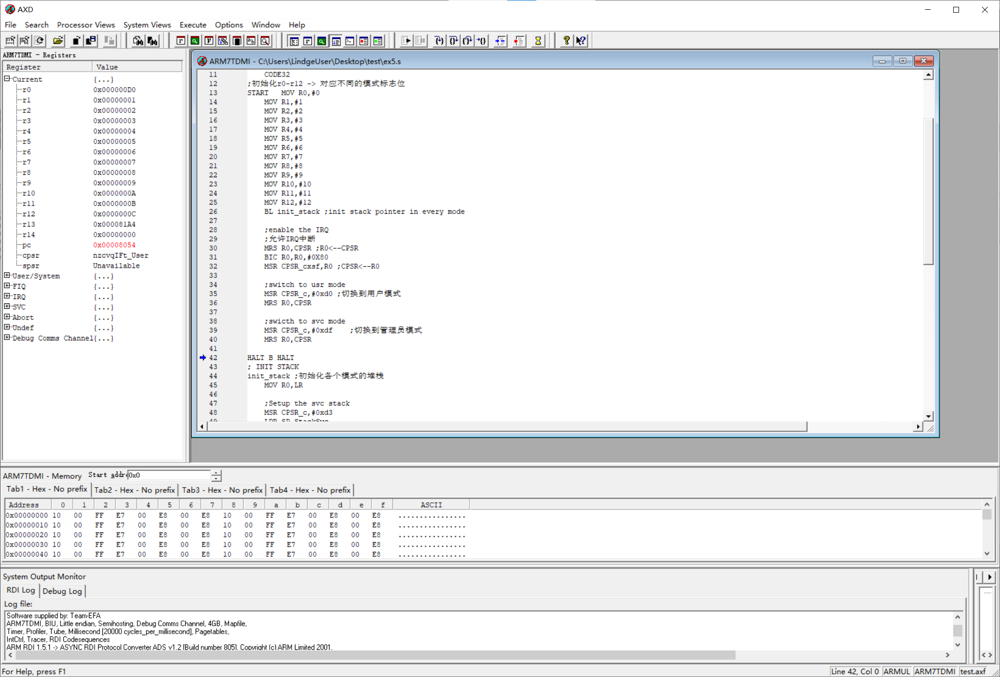 AXD
File Search Processor Views System Views Execute Options Window Help
ARM7TDMI - Registers
Register Value
Current {...}
r0 0x000000D0
r1 0x00000001
r2 0x00000002
r3 0x00000003
r4 0x00000004
r5 0x00000005
r6 0x00000006
r7 0x00000007
r8 0x00000008
r9 0x00000009
r10 0x0000000A
r11 0x0000000B
r12 0x0000000C
r13 0x000081A4
r14 0x00000000
pc 0x00008054
cpsr nzcvqIFt_User
spsr Unavailable
User/System {...}
FIQ {...}
IRQ {...}
SVC {...}
Abort {...}
Undef {...}
Debug Comms Channel{...}
ARM7TDMI - C:\Users\LindgeUser\Desktop\test\ex5.s
11 CODE32
12 ;初始化r0-r12 -> 对应不同的模式标志位
13 START MOV R0,#0
14 MOV R1,#1
15 MOV R2,#2
16 MOV R3,#3
17 MOV R4,#4
18 MOV R5,#5
19 MOV R6,#6
20 MOV R7,#7
21 MOV R8,#8
22 MOV R9,#9
23 MOV R10,#10
24 MOV R11,#11
25 MOV R12,#12
26 BL init_stack ;init stack pointer in every mode
27
28 ;enable the IRQ
29 ;允许IRQ中断
30 MRS R0,CPSR ;R0<--CPSR
31 BIC R0,R0,#0X80
32 MSR CPSR_cxsf,R0 ;CPSR<--R0
33
34 ;switch to usr mode
35 MSR CPSR_c,#0xd0 ;切换到用户模式
36 MRS R0,CPSR
37
38 ;swicth to svc mode
39 MSR CPSR_c,#0xdf ;切换到管理员模式
40 MRS R0,CPSR
41
42 HALT B HALT
43 ; INIT STACK
44 init_stack ;初始化各个模式的堆栈
45 MOV R0,LR
46
47 ;Setup the svc stack
48 MSR CPSR_c,#0xd3
49 LDR SP,StackSvc
ARM7TDMI - Memory Start addre 0x0
Tab1 - Hex - No prefix Tab2 - Hex - No prefix Tab3 - Hex - No prefix Tab4 - Hex - No prefix
Address 0 1 2 3 4 5 6 7 8 9 a b c d e f ASCII
0x00000000 10 00 FF E7 00 E8 00 E8 10 00 FF E7 00 E8 00 E8 ................
0x00000010 10 00 FF E7 00 E8 00 E8 10 00 FF E7 00 E8 00 E8 ................
0x00000020 10 00 FF E7 00 E8 00 E8 10 00 FF E7 00 E8 00 E8 ................
0x00000030 10 00 FF E7 00 E8 00 E8 10 00 FF E7 00 E8 00 E8 ................
0x00000040 10 00 FF E7 00 E8 00 E8 10 00 FF E7 00 E8 00 E8 ................
System Output Monitor
RDI Log Debug Log
Log file:
Software supplied by: Team-EFA
ARM7TDMI, BIU, Little endian, Semihosting, Debug Comms Channel, 4GB, Mapfile,
Timer, Profiler, Tube, Millisecond [20000 cycles_per_millisecond], Pagetables,
IntCtrl, Tracer, RDI Codesequences
ARM RDI 1.5.1 -> ASYNC RDI Protocol Converter ADS v1.2 [Build number 805]. Copyright (c) ARM Limited 2001.
For Help, press F1 Line 42, Col 0 ARMUL ARM7TDMI test.axf